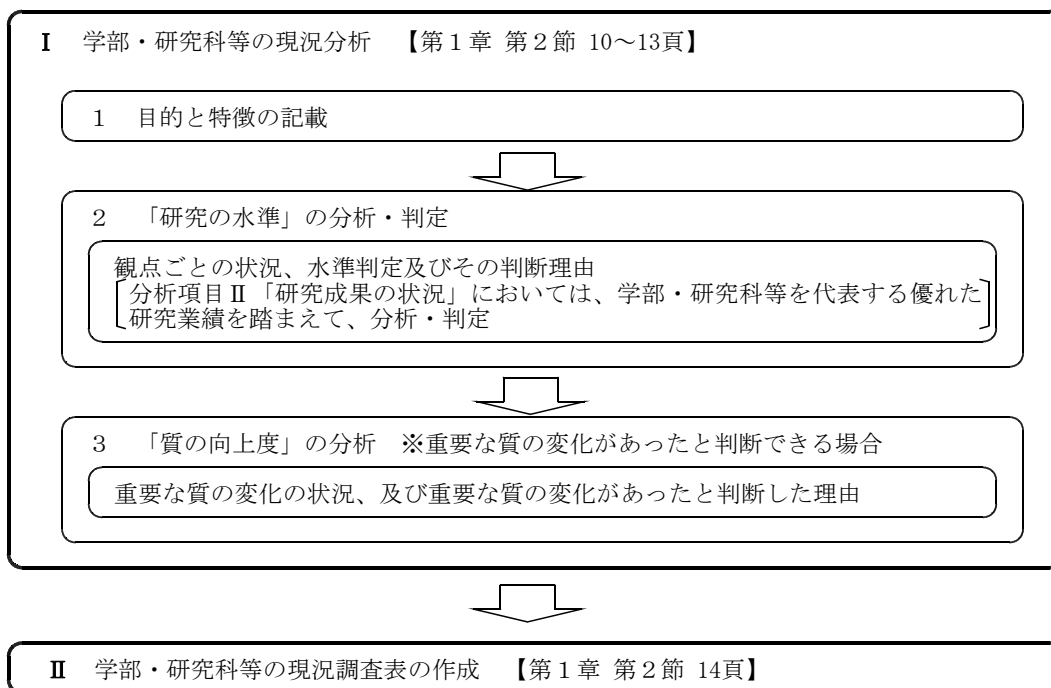 Ⅰ 学部・研究科等の現況分析 【第１章 第２節 10～13頁】
１ 目的と特徴の記載
２ 「研究の水準」の分析・判定
観点ごとの状況、水準判定及びその判断理由
分析項目Ⅱ「研究成果の状況」においては、学部・研究科等を代表する優れた
研究業績を踏まえて、分析・判定
３ 「質の向上度」の分析 ※重要な質の変化があったと判断できる場合
重要な質の変化の状況、及び重要な質の変化があったと判断した理由
Ⅱ 学部・研究科等の現況調査表の作成 【第１章 第２節 14頁】